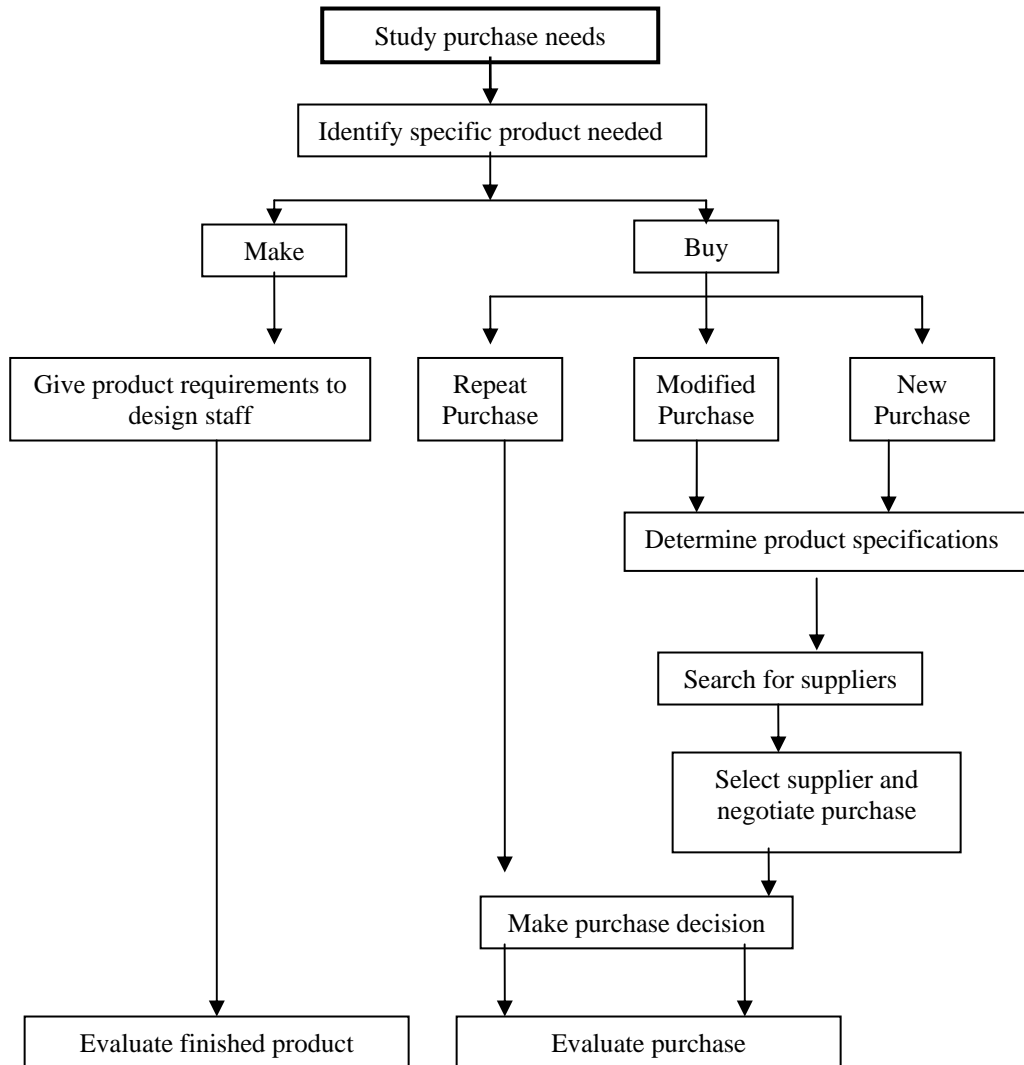 Study purchase needs
Identify specific product needed
Make
Buy
Give product requirements to
design staff
Repeat
Purchase
Modified
Purchase
New
Purchase
Determine product specifications
Search for suppliers
Select supplier and
negotiate purchase
Make purchase decision
Evaluate finished product
Evaluate purchase